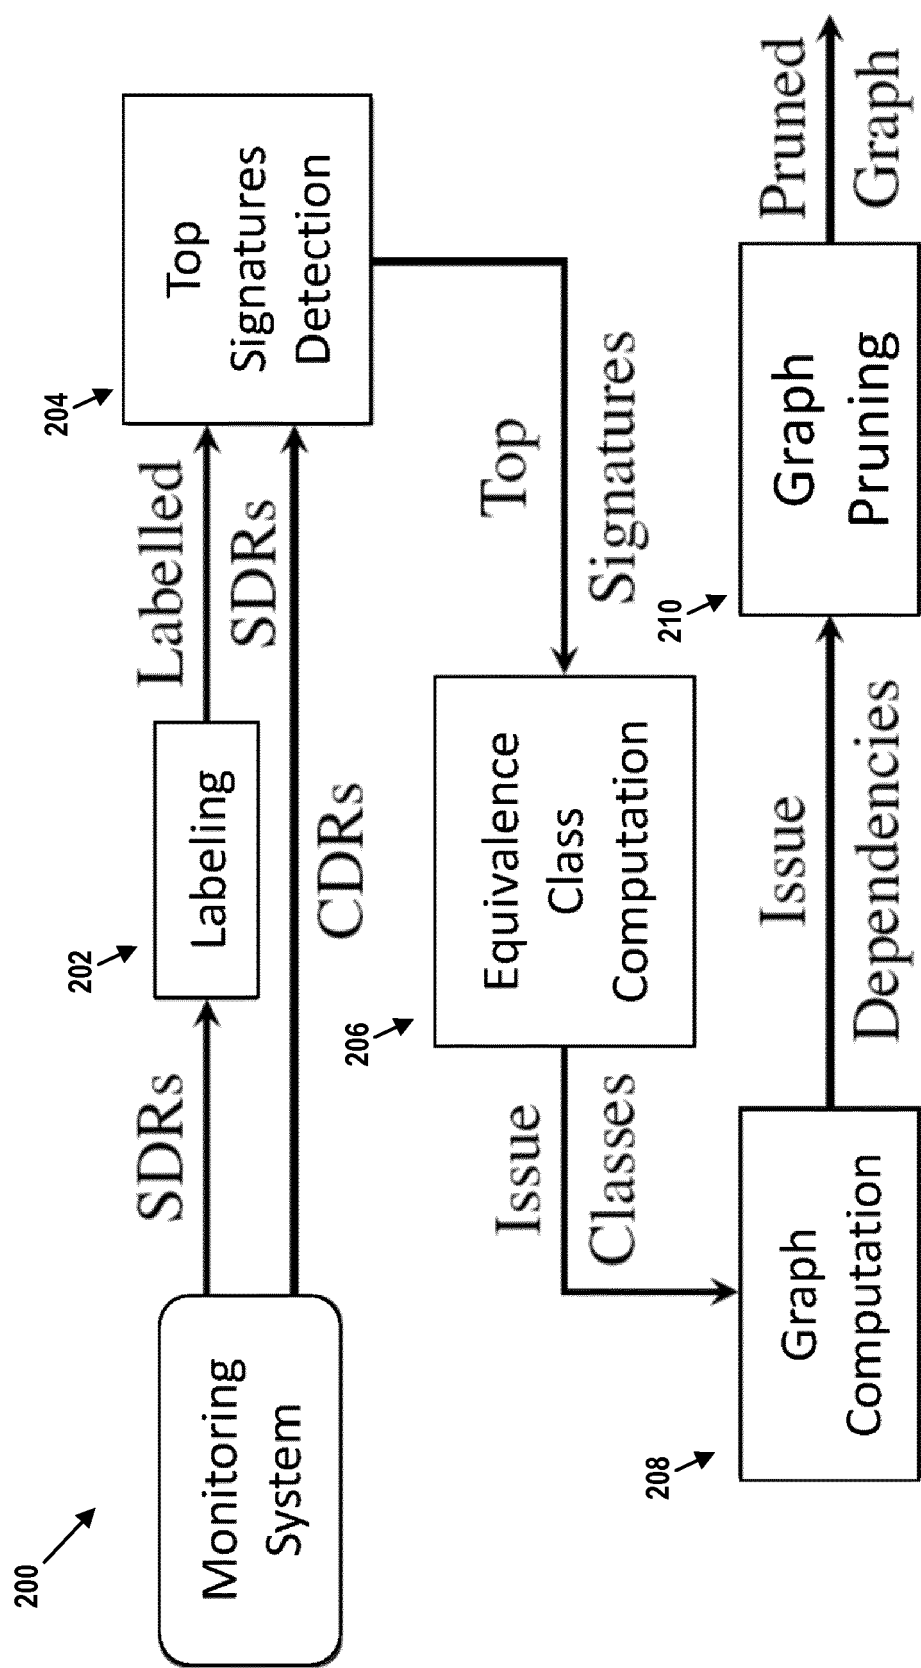 200
Monitoring
System
SDRs
202
Labeling
Labelled
SDRs
CDRs
204
Top
Signatures
Detection
Top
Signatures
206
Equivalence
Class
Computation
Issue
Classes
208
Graph
Computation
Issue
Dependencies
210
Graph
Pruning
Pruned
Graph